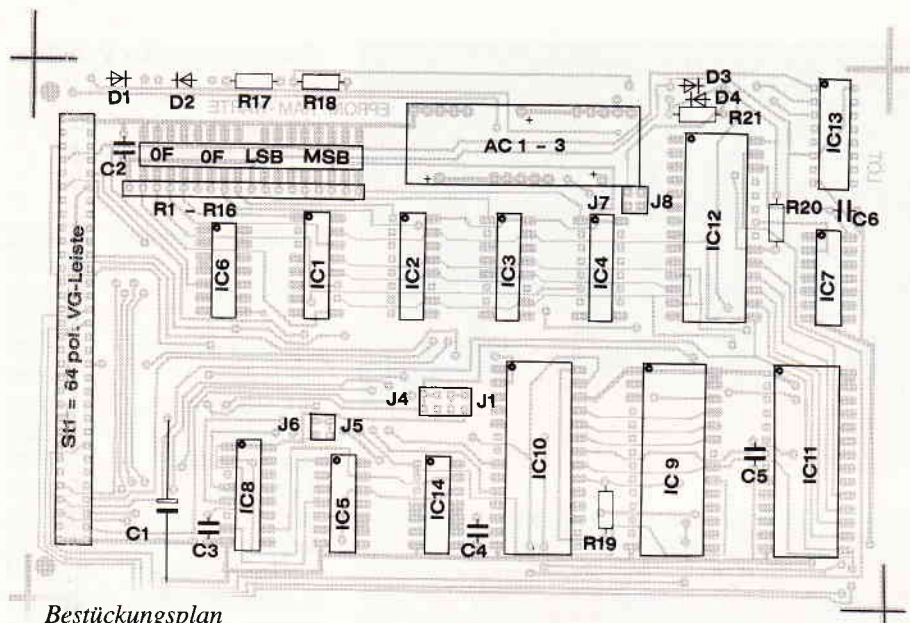 D1
D2
R17
R18
D3
D4
R21
EPROM-/RAM-KARTE
C2
0F 0F LSB MSB
AC 1 - 3
IC13
R1 - R16
J7
J8
IC12
R20
C6
IC6
IC1
IC2
IC3
IC4
IC7
St1 = 64 pol. VG-Leiste
J4
J1
J6
J5
IC10
IC9
C5
IC11
IC8
IC5
IC14
C1
C3
C4
R19
Bestückungsplan